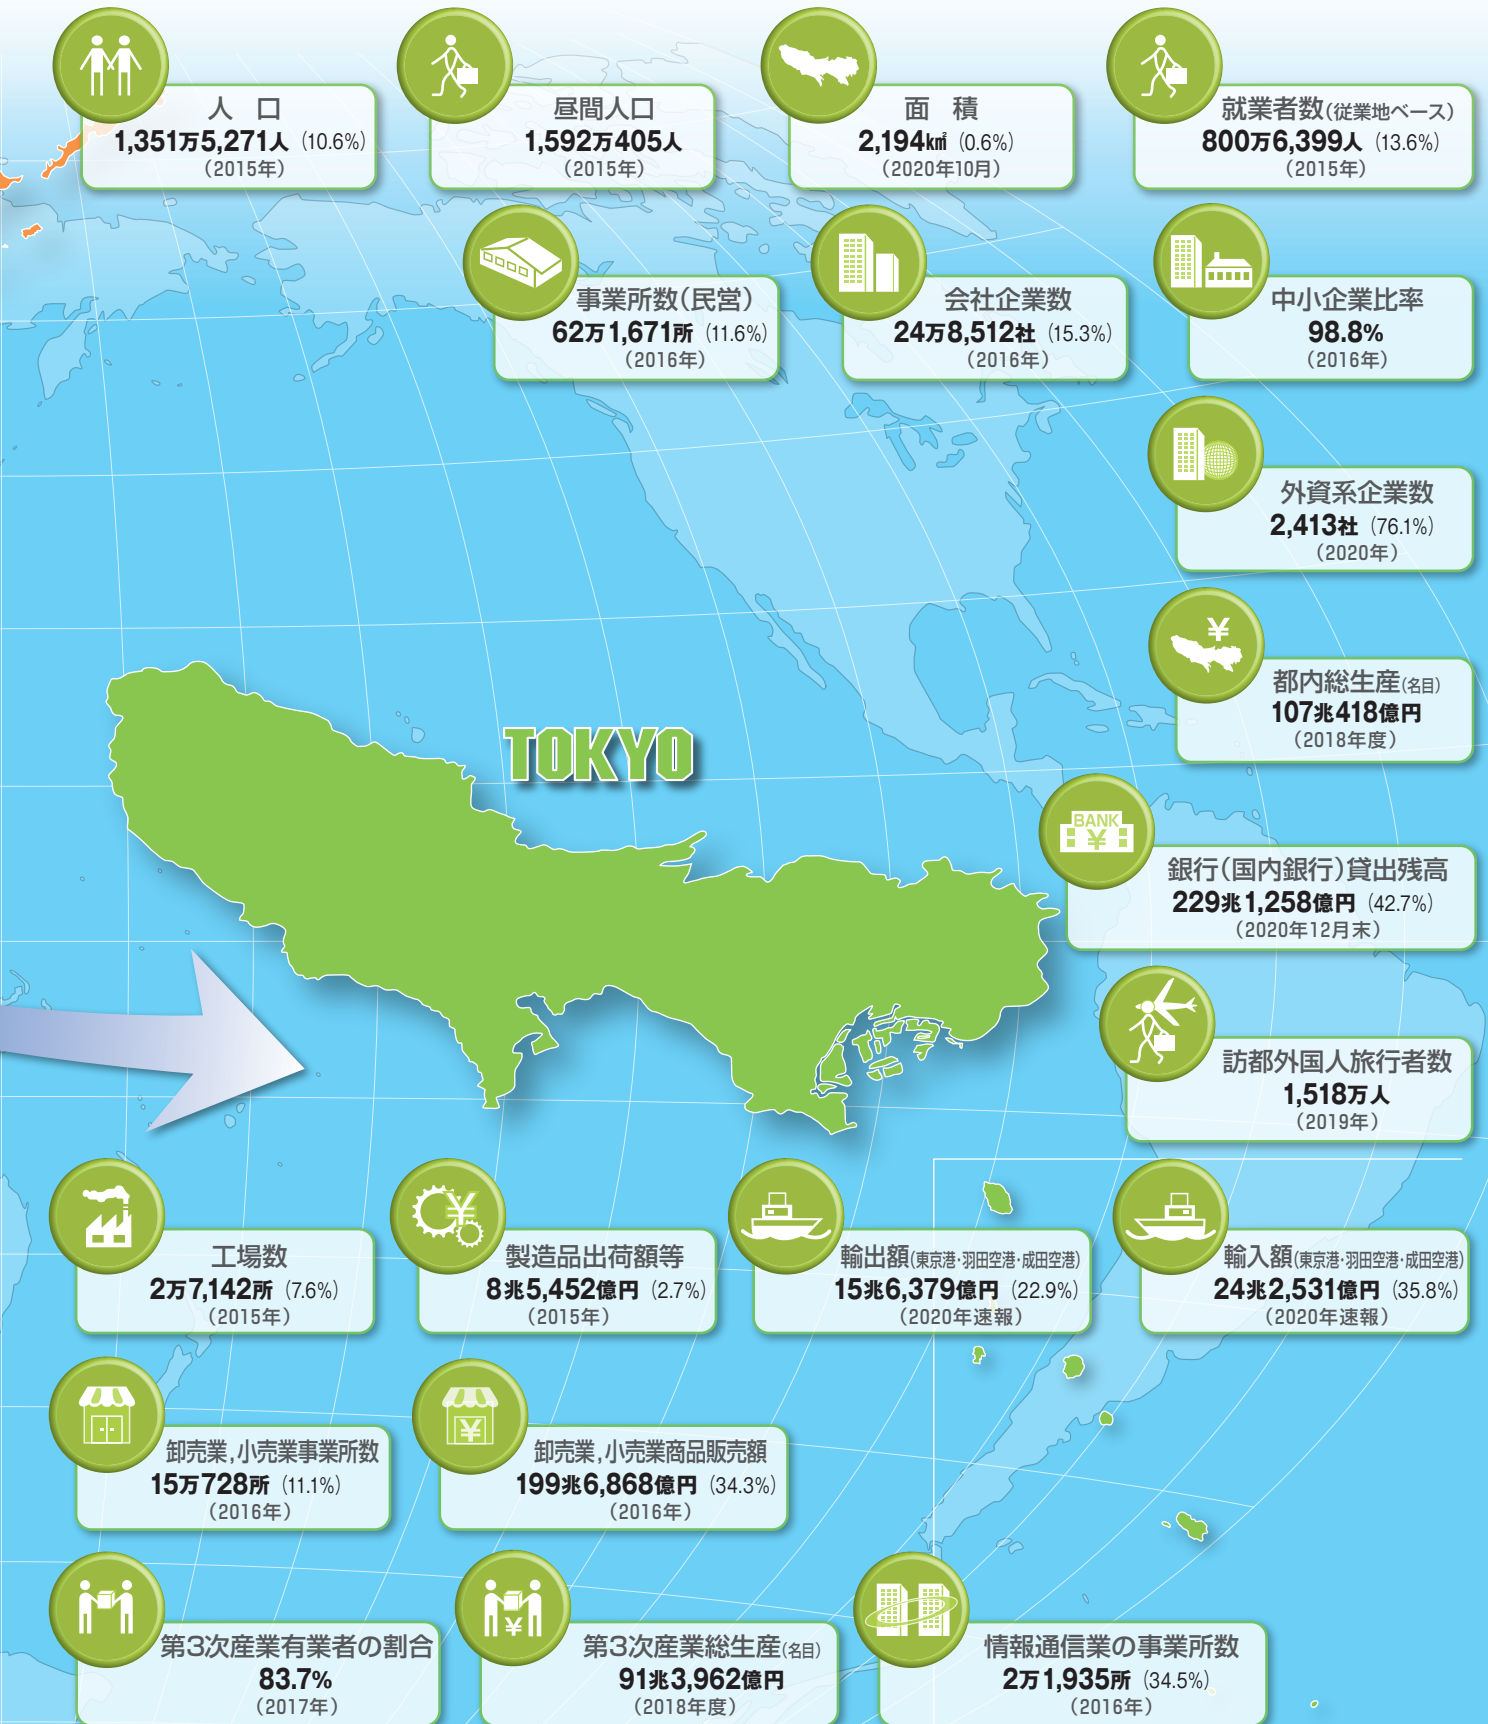 人 口
1,351万5,271人（10.6%）
（2015年）
昼間人口
1,592万405人
（2015年）
面 積
2,194㎢（0.6%）
（2020年10月）
就業者数（従業地ベース）
800万6,399人（13.6%）
（2015年）
事業所数（民営）
62万1,671所（11.6%）
（2016年）
会社企業数
24万8,512社（15.3%）
（2016年）
中小企業比率
98.8%
（2016年）
外資系企業数
2,413社（76.1%）
（2020年）
¥
都内総生産（名目）
107兆418億円
（2018年度）
TOKYO
BANK
¥
銀行（国内銀行）貸出残高
229兆1,258億円（42.7%）
（2020年12月末）
訪都外国人旅行者数
1,518万人
（2019年）
工場数
2万7,142所（7.6%）
（2015年）
¥
製造品出荷額等
8兆5,452億円（2.7%）
（2015年）
輸出額（東京港・羽田空港・成田空港）
15兆6,379億円（22.9%）
（2020年速報）
輸入額（東京港・羽田空港・成田空港）
24兆2,531億円（35.8%）
（2020年速報）
卸売業，小売業事業所数
15万728所（11.1%）
（2016年）
¥
卸売業，小売業商品販売額
199兆6,868億円（34.3%）
（2016年）
第3次産業有業者の割合
83.7%
（2017年）
¥
第3次産業総生産（名目）
91兆3,962億円
（2018年度）
情報通信業の事業所数
2万1,935所（34.5%）
（2016年）